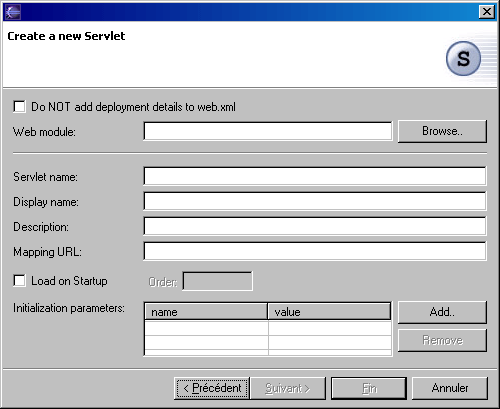 Create a new Servlet
S
Do NOT add deployment details to web.xml
Web module:
Browse..
Servlet name:
Display name:
Description:
Mapping URL:
Load on Startup
Order:
Initialization parameters:
name value
Add..
Remove
< Précédent Suivant > Fin Annuler